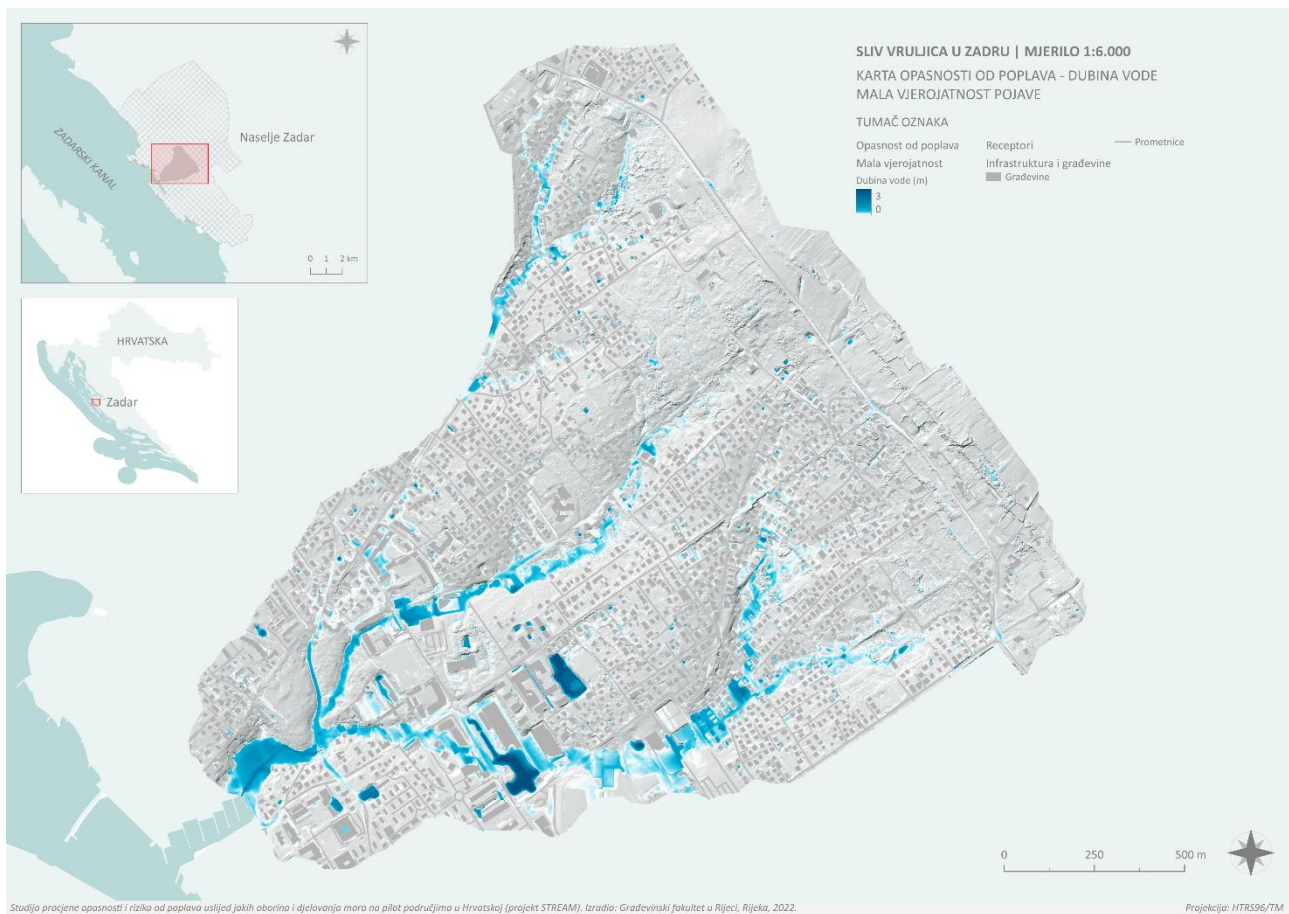 SLIV VRULJICA U ZADRU | MJERILO 1:6.000
KARTA OPASNOSTI OD POPLAVA - DUBINA VODE
MALA VJEROJATNOST POJAVE
TUMAČ OZNAKA
Opasnost od poplava
Mala vjerojatnost
Dubina vode (m)
3
0
Receptori
Infrastruktura i građevine
Građevine
Prometnice
ZADARSKI KANAL
Naselje Zadar
0 1 2 km
HRVATSKA
Zadar
0 250 500 m
Studija procjene opasnosti i rizika od poplava uslijed jakih oborina i djelovanja mora na pilot područjima u Hrvatskoj (projekt STREAM). Izradio: Građevinski fakultet u Rijeci, Rijeka, 2022.
Projekcija: HTRS96/TM